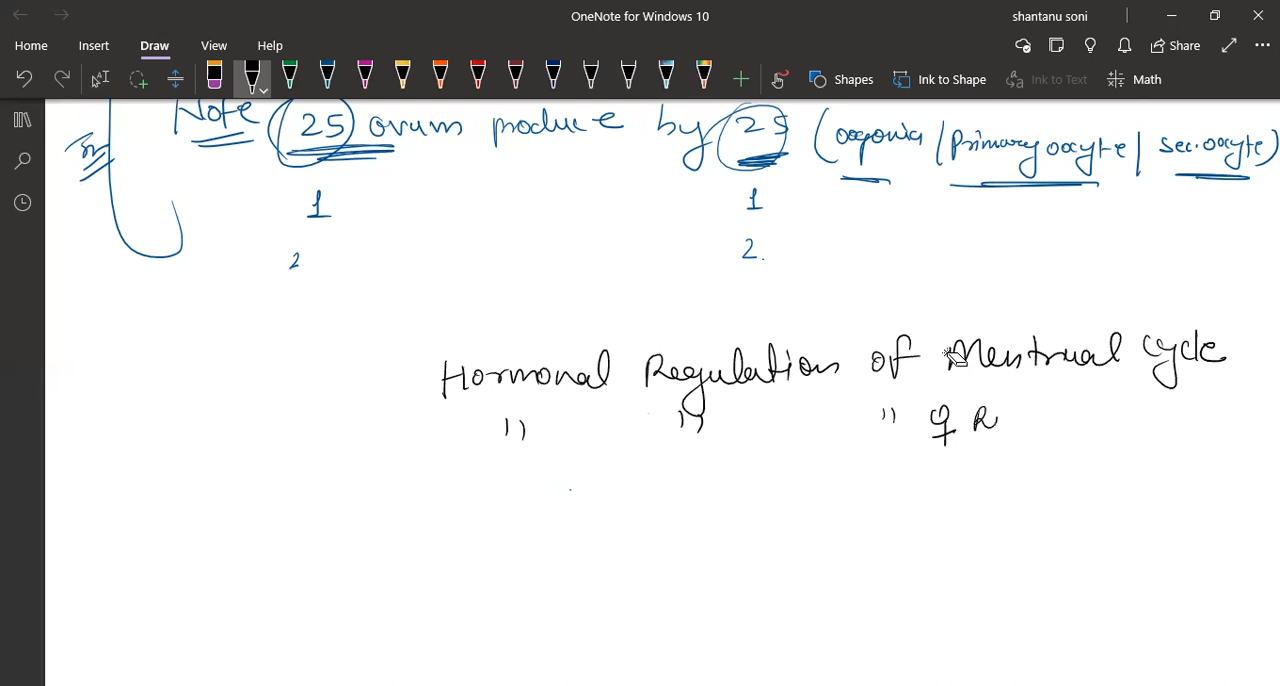 OneNote for Windows 10
shantanu soni
Home Insert Draw View Help
Share
Shapes Ink to Shape Ink to Text Math
Note 25 ovum produce by 25 (oogonia / Primary oocyte / sec. oocyte)
1 1
2 2.
Hormonal Regulation of Menstrual cycle
" " " ♀ R